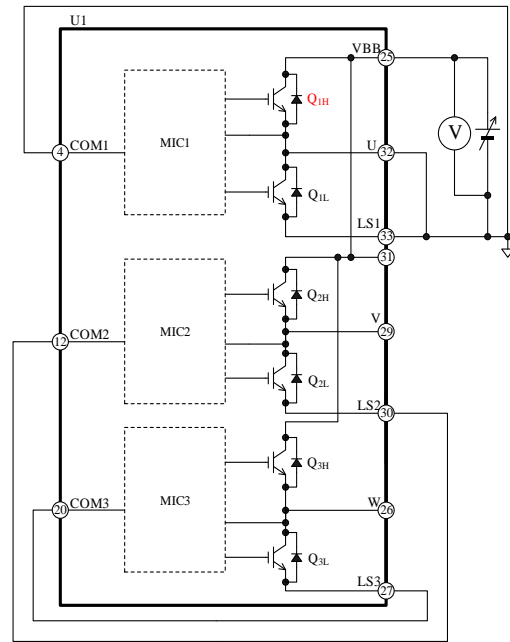 U1
VBB
25
Q1H
V
4
COM1
MIC1
U
32
Q1L
LS1
33
31
Q2H
V
12
COM2
MIC2
29
Q2L
LS2
30
Q3H
20
COM3
MIC3
W
26
Q3L
LS3
27